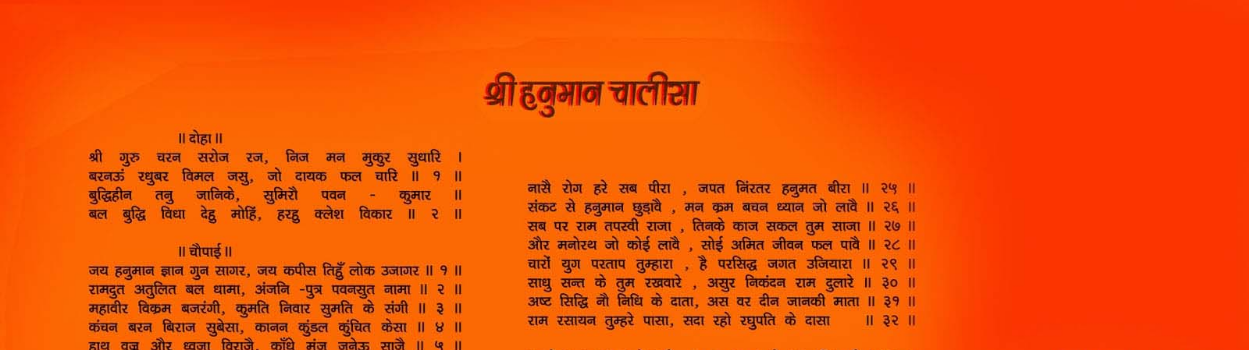 श्री हनुमान चालीसा
॥ दोहा ॥
श्री गुरु चरन सरोज रज, निज मन मुकुर सुधारि ।
बरनऊं रधुबर विमल जसु, जो दायक फल चारि ॥ १ ॥
बुद्धिहीन तनु जानिके, सुमिरौ पवन - कुमार ॥
बल बुद्धि विधा देहु मोहिं, हरहु क्लेश विकार ॥ २ ॥
॥ चौपाई ॥
जय हनुमान ज्ञान गुन सागर, जय कपीस तिहुँ लोक उजागर ॥ १ ॥
रामदुत अतुलित बल धामा, अंजनि -पुत्र पवनसुत नामा ॥ २ ॥
महावीर विक्रम बजरंगी, कुमति निवार सुमति के संगी ॥ ३ ॥
कंचन बरन बिराज सुबेसा, कानन कुंडल कुंचित केसा ॥ ४ ॥
हाथ वज्र और ध्वजा विराजै, काँधे मूंज जनेऊ साजै ॥ ५ ॥
नासै रोग हरे सब पीरा , जपत निंरतर हनुमत बीरा ॥ २५ ॥
संकट से हनुमान छुड़ावै , मन क्रम बचन ध्यान जो लावै ॥ २६ ॥
सब पर राम तपस्वी राजा , तिनके काज सकल तुम साजा ॥ २७ ॥
और मनोरथ जो कोई लावै , सोई अमित जीवन फल पावै ॥ २८ ॥
चारों युग परताप तुम्हारा , है परसिद्ध जगत उजियारा ॥ २९ ॥
साधु सन्त के तुम रखवारे , असुर निकंदन राम दुलारे ॥ ३० ॥
अष्ट सिद्धि नौ निधि के दाता, अस वर दीन जानकी माता ॥ ३१ ॥
राम रसायन तुम्हरे पासा, सदा रहो रघुपति के दासा ॥ ३२ ॥